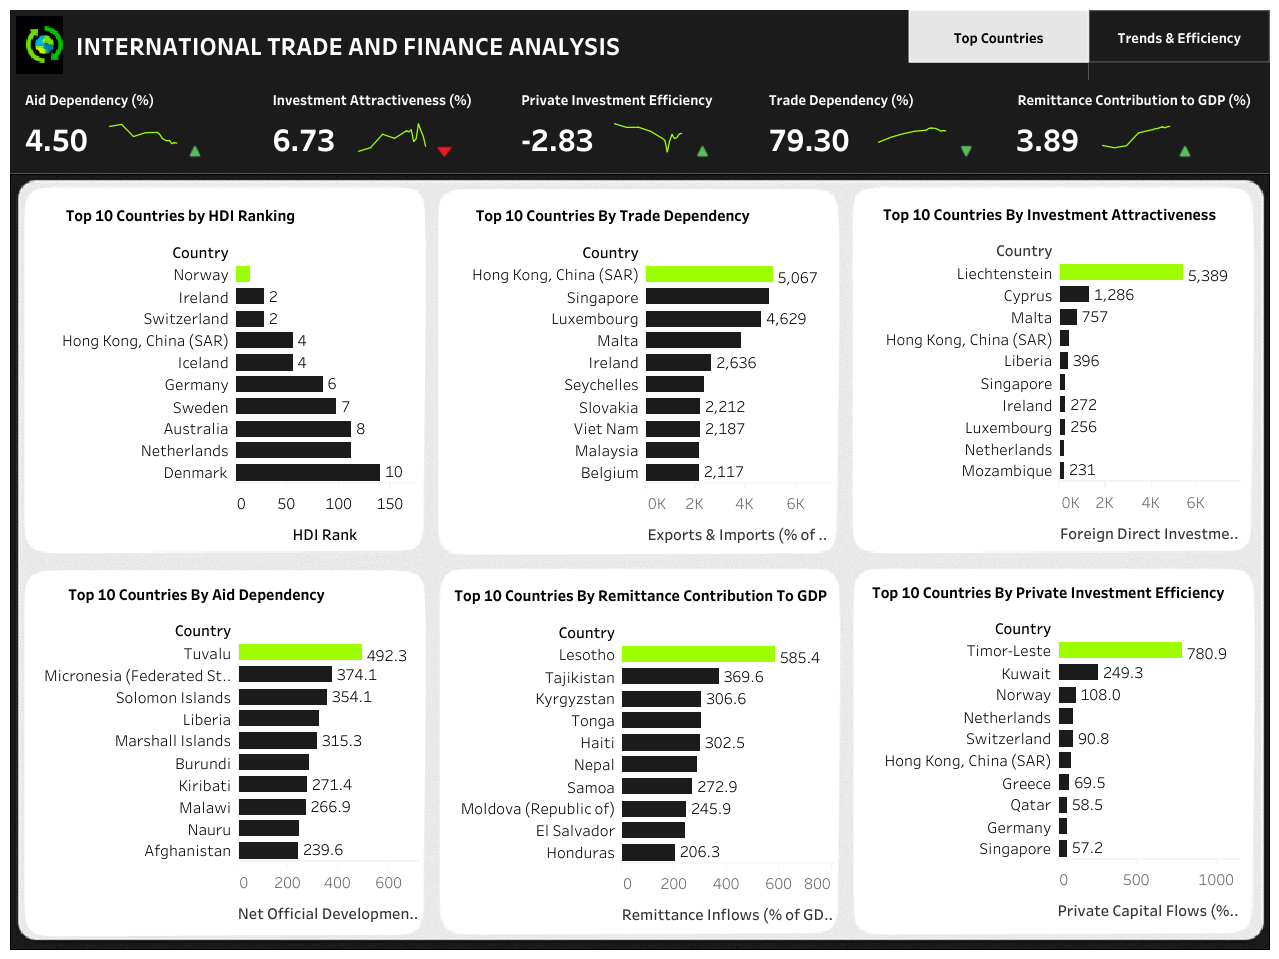 INTERNATIONAL TRADE AND FINANCE ANALYSIS
Top Countries
Trends & Efficiency
Aid Dependency (%)
4.50
Investment Attractiveness (%)
6.73
Private Investment Efficiency
-2.83
Trade Dependency (%)
79.30
Remittance Contribution to GDP (%)
3.89
Top 10 Countries by HDI Ranking
Country
Norway
Ireland 2
Switzerland 2
Hong Kong, China (SAR) 4
Iceland 4
Germany 6
Sweden 7
Australia 8
Netherlands
Denmark 10
0 50 100 150
HDI Rank
Top 10 Countries By Trade Dependency
Country
Hong Kong, China (SAR) 5,067
Singapore
Luxembourg 4,629
Malta
Ireland 2,636
Seychelles
Slovakia 2,212
Viet Nam 2,187
Malaysia
Belgium 2,117
0K 2K 4K 6K
Exports & Imports (% of ..
Top 10 Countries By Investment Attractiveness
Country
Liechtenstein 5,389
Cyprus 1,286
Malta 757
Hong Kong, China (SAR)
Liberia 396
Singapore
Ireland 272
Luxembourg 256
Netherlands
Mozambique 231
0K 2K 4K 6K
Foreign Direct Investme..
Top 10 Countries By Aid Dependency
Country
Tuvalu 492.3
Micronesia (Federated St.. 374.1
Solomon Islands 354.1
Liberia
Marshall Islands 315.3
Burundi
Kiribati 271.4
Malawi 266.9
Nauru
Afghanistan 239.6
0 200 400 600
Net Official Developmen..
Top 10 Countries By Remittance Contribution To GDP
Country
Lesotho 585.4
Tajikistan 369.6
Kyrgyzstan 306.6
Tonga
Haiti 302.5
Nepal
Samoa 272.9
Moldova (Republic of) 245.9
El Salvador
Honduras 206.3
0 200 400 600 800
Remittance Inflows (% of GD..
Top 10 Countries By Private Investment Efficiency
Country
Timor-Leste 780.9
Kuwait 249.3
Norway 108.0
Netherlands
Switzerland 90.8
Hong Kong, China (SAR)
Greece 69.5
Qatar 58.5
Germany
Singapore 57.2
0 500 1000
Private Capital Flows (%..